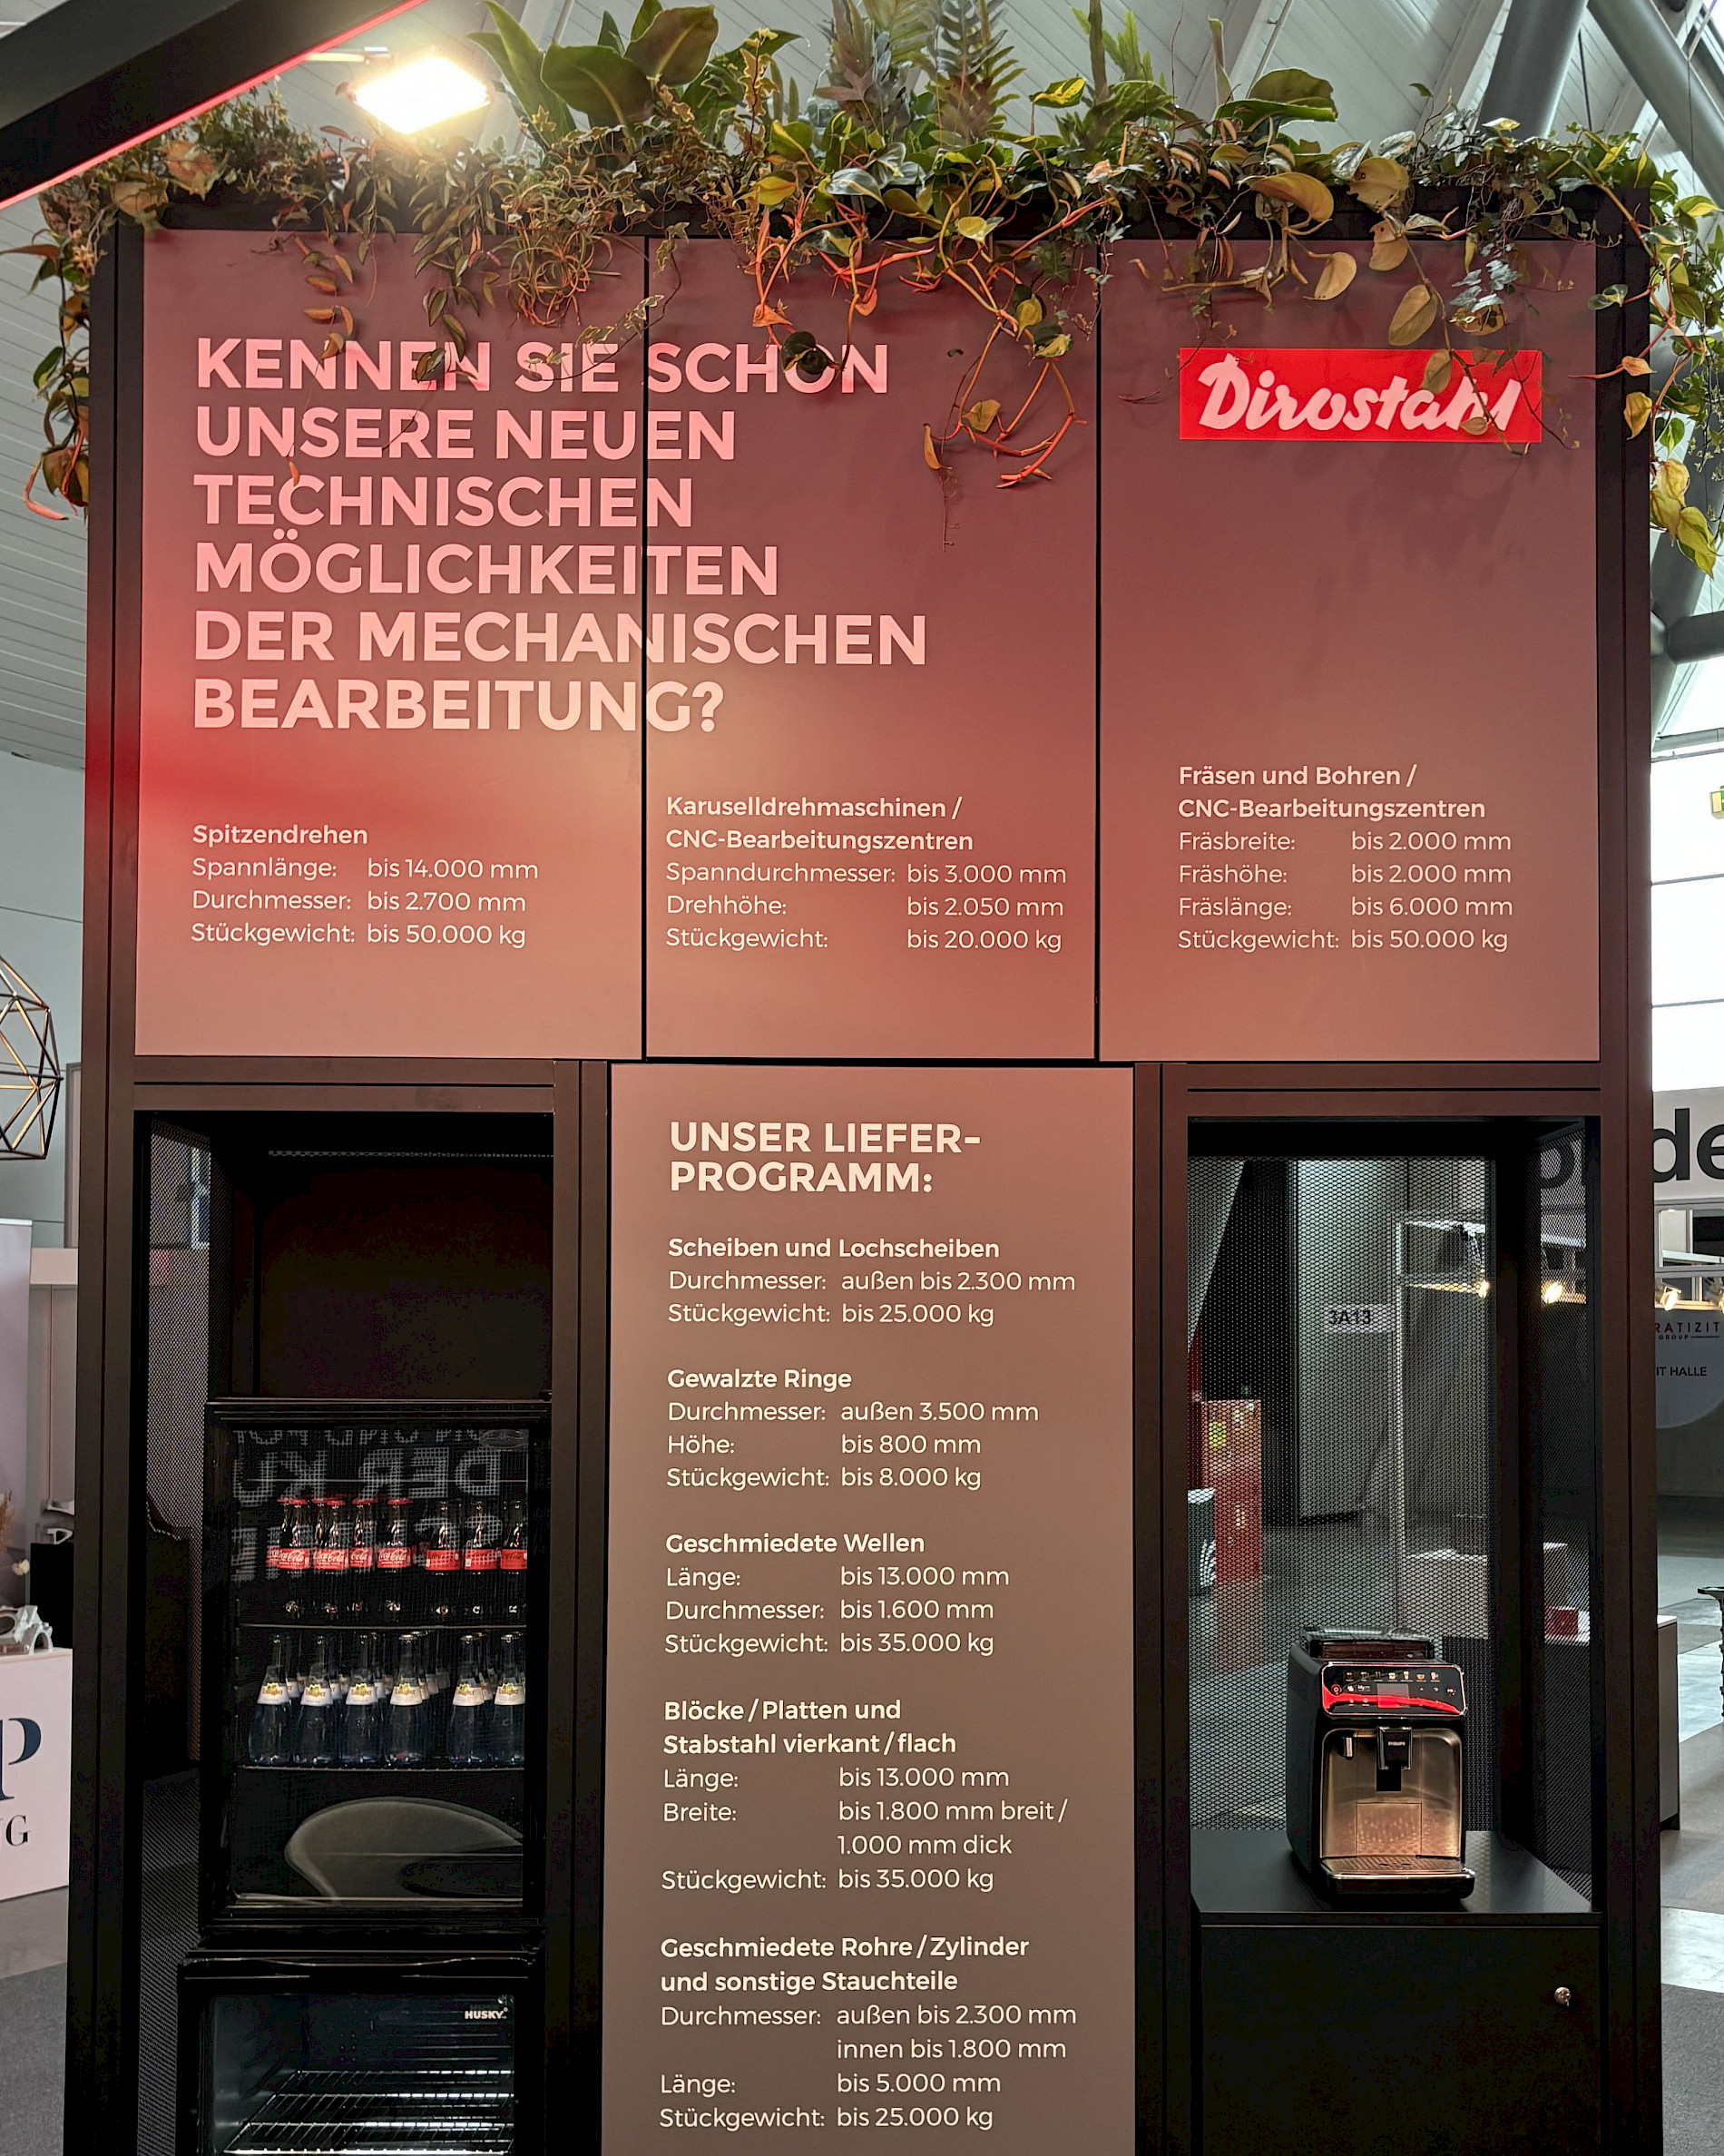 KENNEN SIE SCHON
UNSERE NEUEN
TECHNISCHEN
MÖGLICHKEITEN
DER MECHANISCHEN
BEARBEITUNG?
Dirostahl
Spitzendrehen
Spannlänge: bis 14.000 mm
Durchmesser: bis 2.700 mm
Stückgewicht: bis 50.000 kg
Karuselldrehmaschinen /
CNC-Bearbeitungszentren
Spanndurchmesser: bis 3.000 mm
Drehhöhe: bis 2.050 mm
Stückgewicht: bis 20.000 kg
Fräsen und Bohren /
CNC-Bearbeitungszentren
Fräsbreite: bis 2.000 mm
Fräshöhe: bis 2.000 mm
Fräslänge: bis 6.000 mm
Stückgewicht: bis 50.000 kg
UNSER LIEFER-
PROGRAMM:
Scheiben und Lochscheiben
Durchmesser: außen bis 2.300 mm
Stückgewicht: bis 25.000 kg
Gewalzte Ringe
Durchmesser: außen 3.500 mm
Höhe: bis 800 mm
Stückgewicht: bis 8.000 kg
Geschmiedete Wellen
Länge: bis 13.000 mm
Durchmesser: bis 1.600 mm
Stückgewicht: bis 35.000 kg
Blöcke / Platten und
Stabstahl vierkant / flach
Länge: bis 13.000 mm
Breite: bis 1.800 mm breit /
1.000 mm dick
Stückgewicht: bis 35.000 kg
Geschmiedete Rohre / Zylinder
und sonstige Stauchteile
Durchmesser: außen bis 2.300 mm
innen bis 1.800 mm
Länge: bis 5.000 mm
Stückgewicht: bis 25.000 kg
3A13
RATIZIT
GROUP
IT HALLE
de
P
G
Coca-Cola
HUSKY
PHILIPS